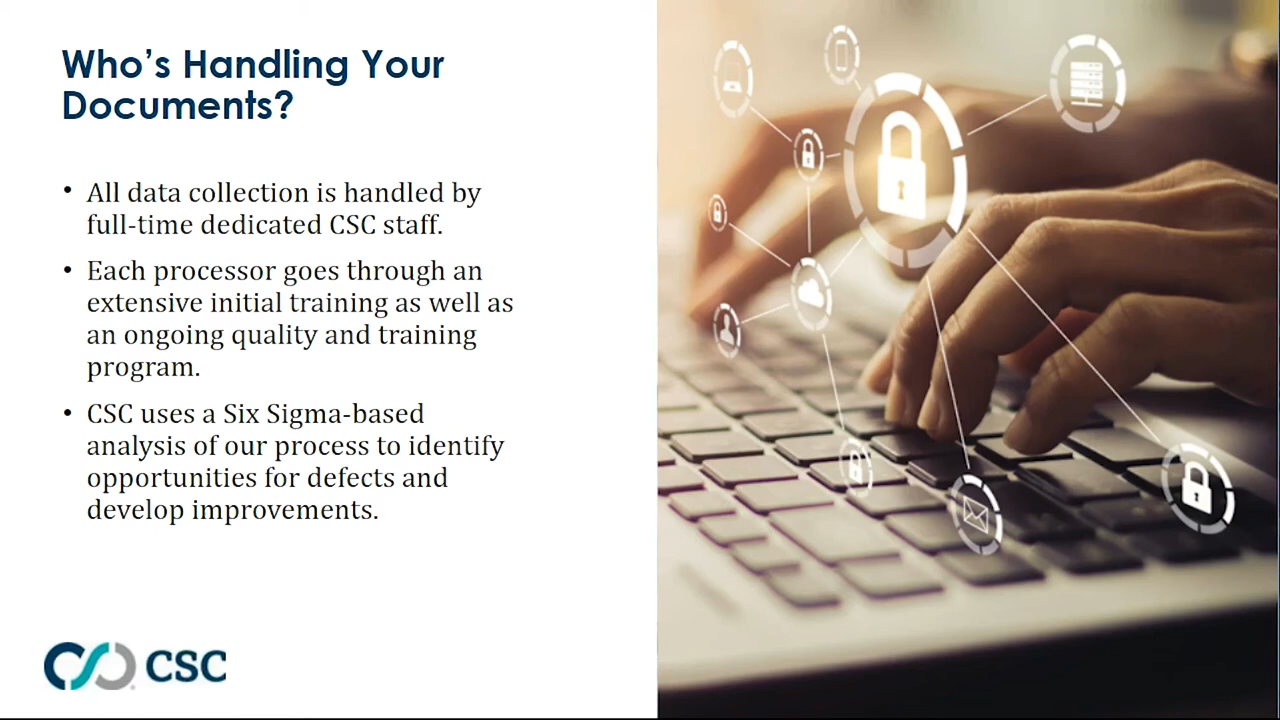 Who’s Handling Your
Documents?
• All data collection is handled by
full-time dedicated CSC staff.
• Each processor goes through an
extensive initial training as well as
an ongoing quality and training
program.
• CSC uses a Six Sigma-based
analysis of our process to identify
opportunities for defects and
develop improvements.
CSC